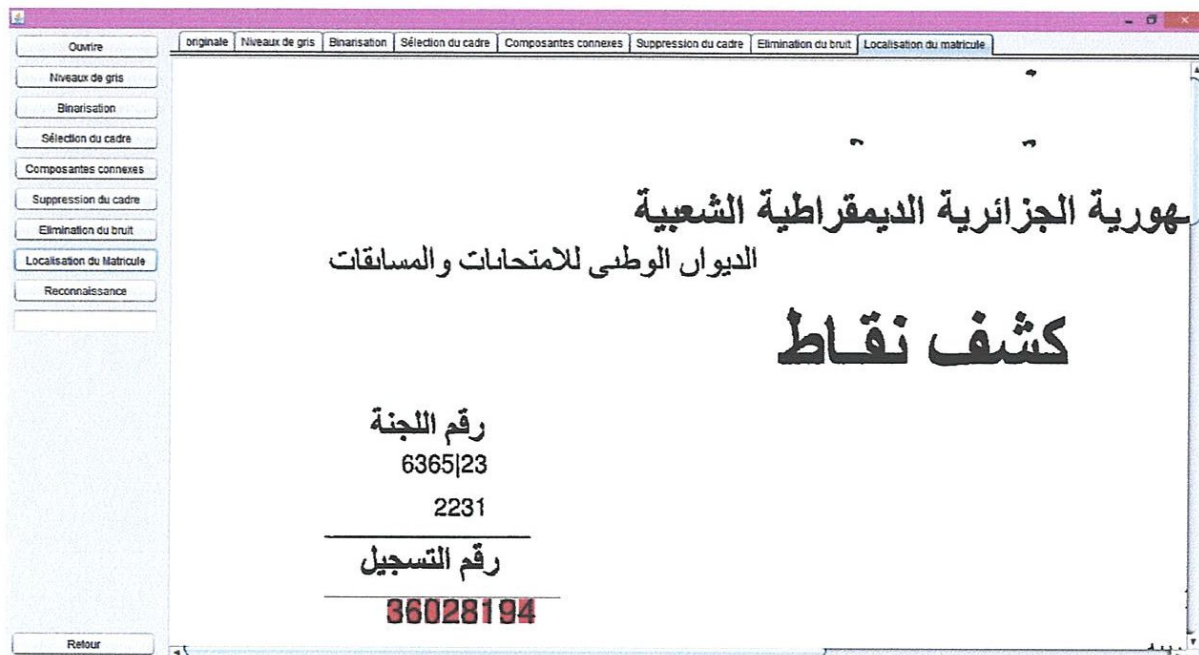 Ouvrire
Niveaux de gris
Binarisation
Sélection du cadre
Composantes connexes
Suppression du cadre
Elimination du bruit
Localisation du Matricule
Reconnaissance
Retour
originale Niveaux de gris Binarisation Sélection du cadre Composantes connexes Suppression du cadre Elimination du bruit Localisation du matricule
ـهورية الجزائرية الديمقراطية الشعبية
الديوان الوطني للامتحانات والمسابقات
كشف نقـاط
رقم اللجنة
6365|23
2231
رقم التسجيل
36028194